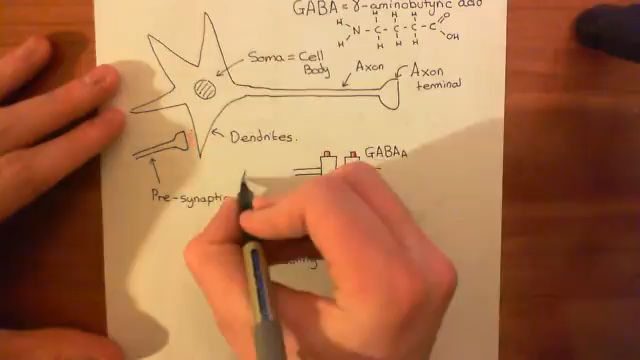 GABA = γ-aminobutyric acid
H H H H O
N - C - C - C - C
H H H H OH
Soma = Cell Body
Axon
Axon terminal
Dendrites.
GABAA
Pre-synaptic